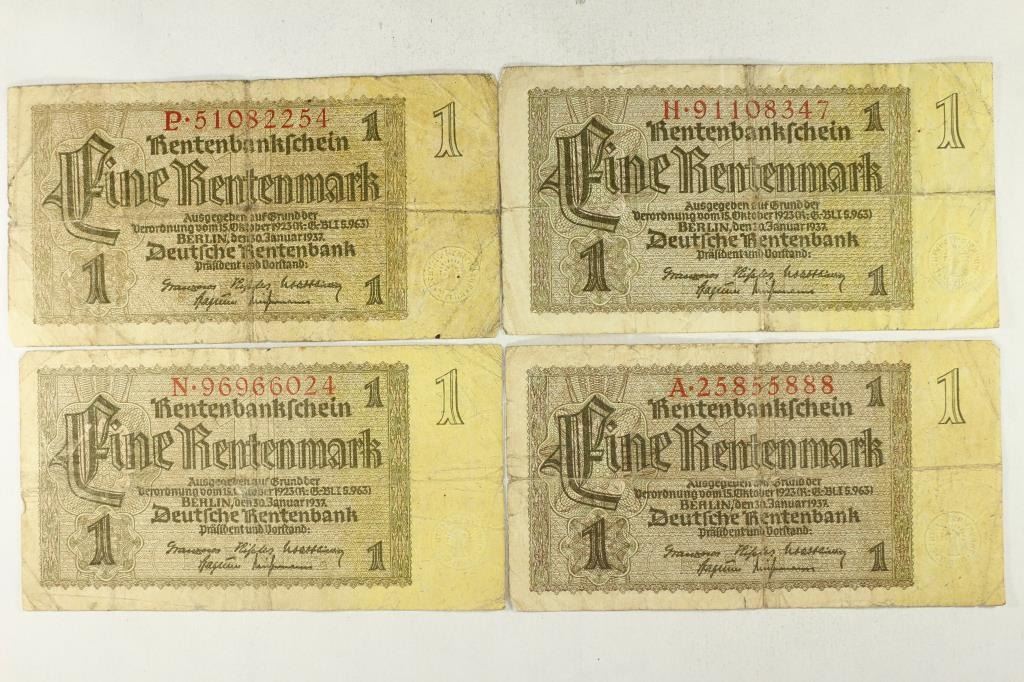 P·51082254
1
1
Rentenbankschein
Eine Rentenmark
Ausgegeben auf Grund der
Verordnung vom 15. Oktober 1923 (R:G:Bl I S.963)
BERLIN, den 30. Januar 1937.
Deutsche Rentenbank
Präsident und Vorstand:
1
1
H·91108347
1
1
Rentenbankschein
Eine Rentenmark
Ausgegeben auf Grund der
Verordnung vom 15. Oktober 1923 (R:G:Bl I S.963)
BERLIN, den 30. Januar 1937.
Deutsche Rentenbank
Präsident und Vorstand:
1
1
N·96966024
1
1
Rentenbankschein
Eine Rentenmark
Ausgegeben auf Grund der
Verordnung vom 15. Oktober 1923 (R:G:Bl I S.963)
BERLIN, den 30. Januar 1937.
Deutsche Rentenbank
Präsident und Vorstand:
1
1
A·25855888
1
1
Rentenbankschein
Eine Rentenmark
Ausgegeben auf Grund der
Verordnung vom 15. Oktober 1923 (R:G:Bl I S.963)
BERLIN, den 30. Januar 1937.
Deutsche Rentenbank
Präsident und Vorstand:
1
1